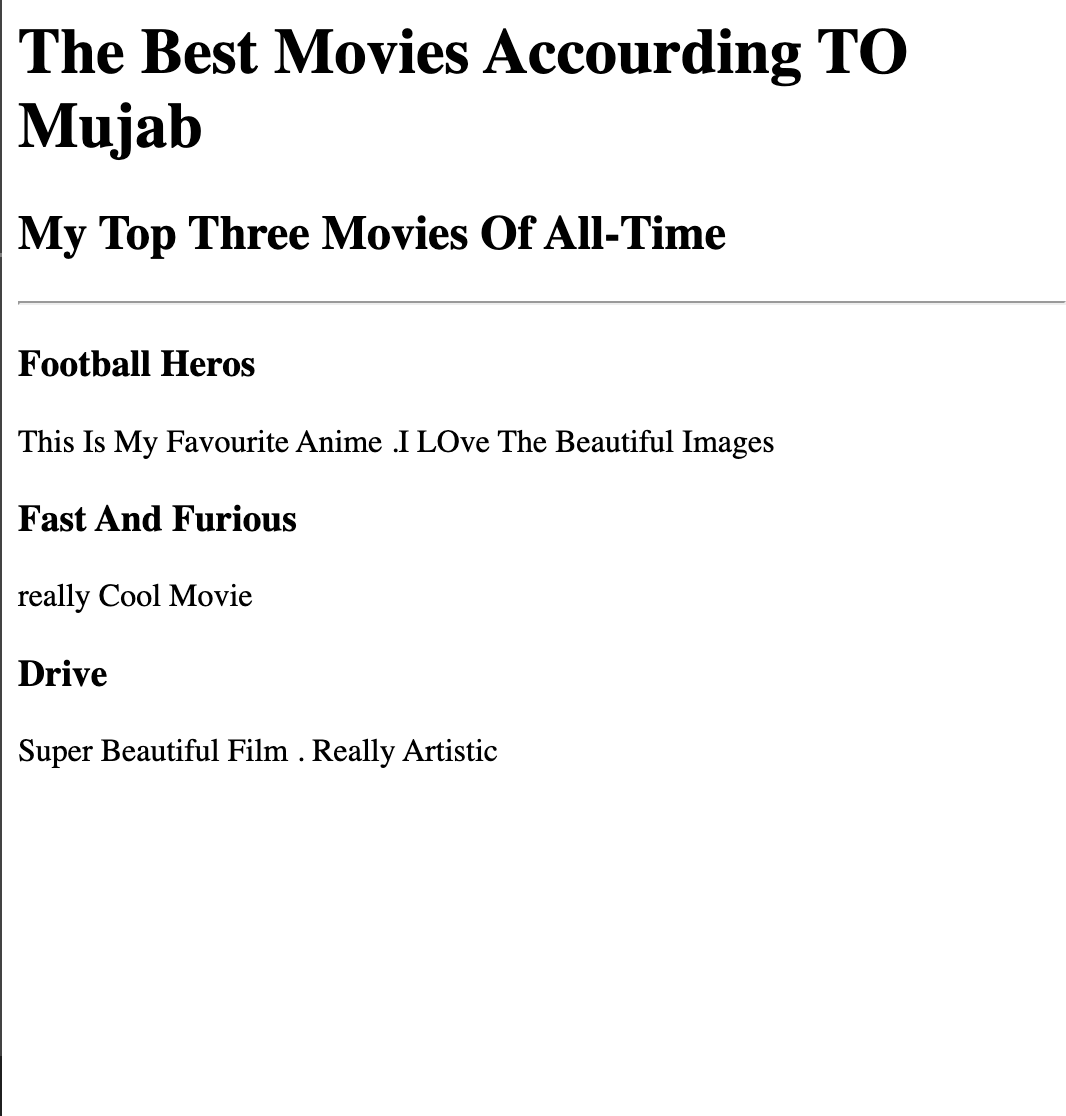 The Best Movies Accourding TO
Mujab
My Top Three Movies Of All-Time
Football Heros
This Is My Favourite Anime .I LOve The Beautiful Images
Fast And Furious
really Cool Movie
Drive
Super Beautiful Film . Really Artistic